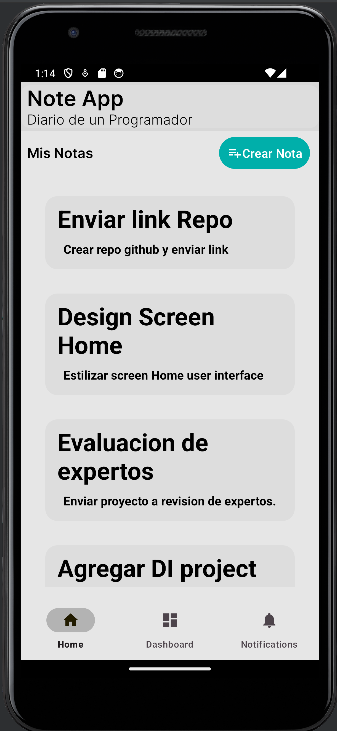 1:14
Note App
Diario de un Programador
Mis Notas
Crear Nota
Enviar link Repo
Crear repo github y enviar link
Design Screen
Home
Estilizar screen Home user interface
Evaluacion de
expertos
Enviar proyecto a revision de expertos.
Agregar DI project
Home
Dashboard
Notifications